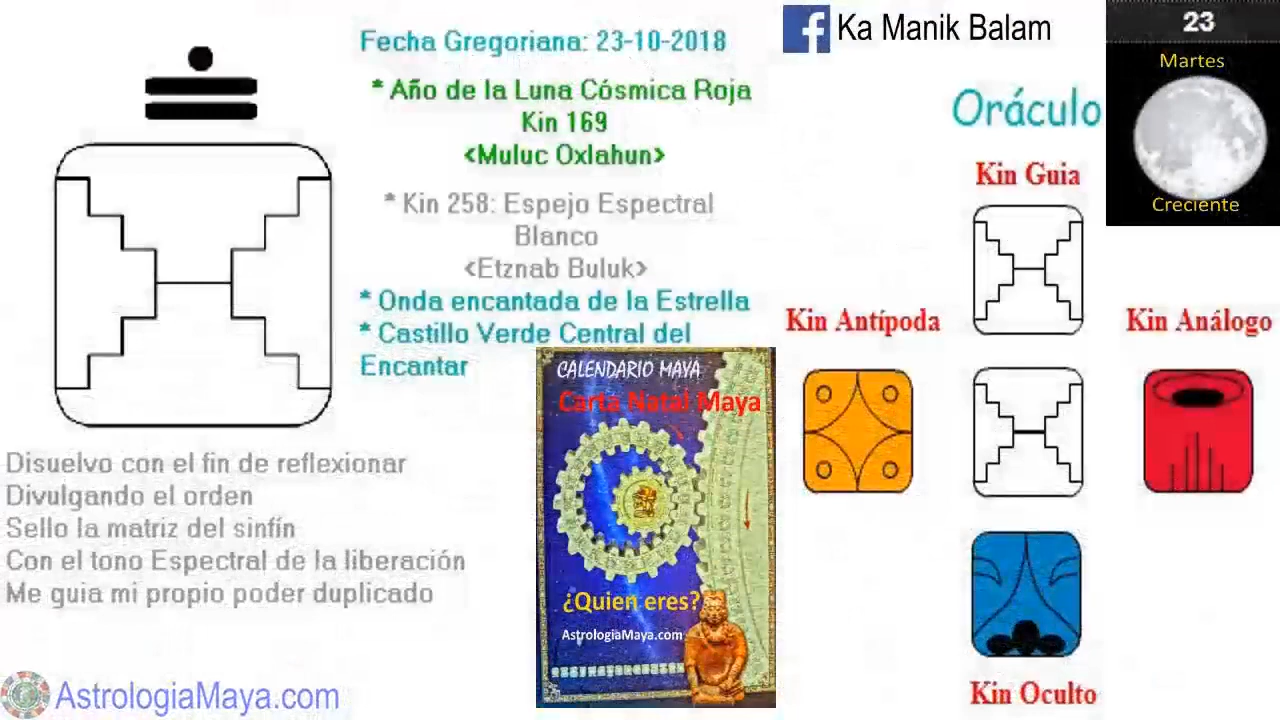 Fecha Gregoriana: 23-10-2018
* Año de la Luna Cósmica Roja
Kin 169
<Muluc Oxlahun>
* Kin 258: Espejo Espectral
Blanco
<Etznab Buluk>
* Onda encantada de la Estrella
* Castillo Verde Central del
Encantar
Disuelvo con el fin de reflexionar
Divulgando el orden
Sello la matriz del sinfín
Con el tono Espectral de la liberación
Me guia mi propio poder duplicado
AstrologiaMaya.com
CALENDARIO MAYA
Carta Natal Maya
¿Quien eres?
AstrologiaMaya.com
Ka Manik Balam
23
Martes
Creciente
Oráculo
Kin Guia
Kin Antípoda
Kin Análogo
Kin Oculto